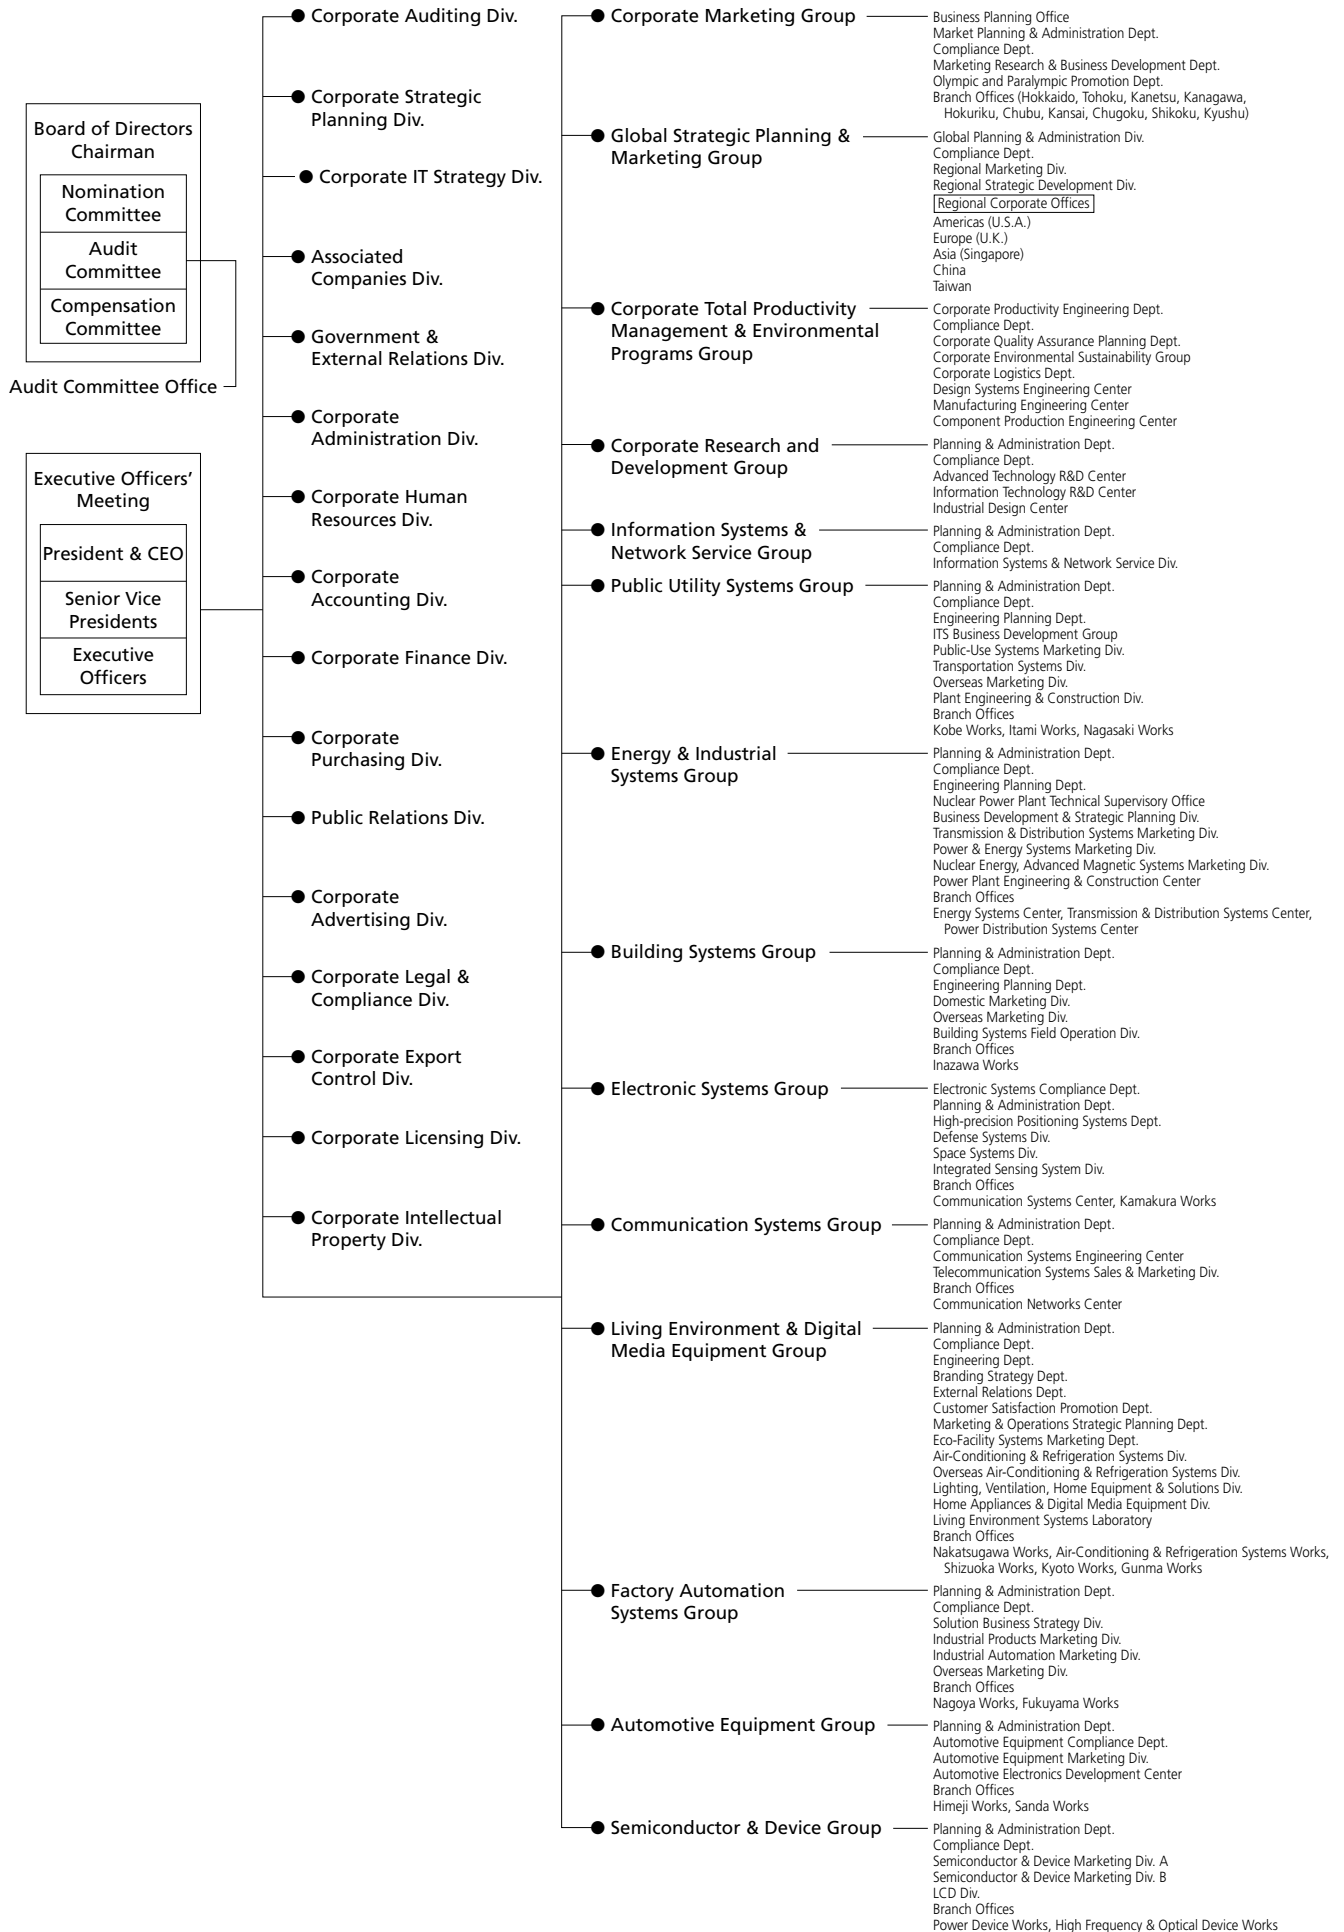 Board of Directors
Chairman
Nomination
Committee
Audit
Committee
Compensation
Committee
Audit Committee Office
Executive Officers’
Meeting
President & CEO
Senior Vice
Presidents
Executive
Officers
Corporate Auditing Div.
Corporate Strategic
Planning Div.
Corporate IT Strategy Div.
Associated
Companies Div.
Government &
External Relations Div.
Corporate
Administration Div.
Corporate Human
Resources Div.
Corporate
Accounting Div.
Corporate Finance Div.
Corporate
Purchasing Div.
Public Relations Div.
Corporate
Advertising Div.
Corporate Legal &
Compliance Div.
Corporate Export
Control Div.
Corporate Licensing Div.
Corporate Intellectual
Property Div.
Corporate Marketing Group
Business Planning Office
Market Planning & Administration Dept.
Compliance Dept.
Marketing Research & Business Development Dept.
Olympic and Paralympic Promotion Dept.
Branch Offices (Hokkaido, Tohoku, Kanetsu, Kanagawa,
Hokuriku, Chubu, Kansai, Chugoku, Shikoku, Kyushu)
Global Strategic Planning &
Marketing Group
Global Planning & Administration Div.
Compliance Dept.
Regional Marketing Div.
Regional Strategic Development Div.
Regional Corporate Offices
Americas (U.S.A.)
Europe (U.K.)
Asia (Singapore)
China
Taiwan
Corporate Total Productivity
Management & Environmental
Programs Group
Corporate Productivity Engineering Dept.
Compliance Dept.
Corporate Quality Assurance Planning Dept.
Corporate Environmental Sustainability Group
Corporate Logistics Dept.
Design Systems Engineering Center
Manufacturing Engineering Center
Component Production Engineering Center
Corporate Research and
Development Group
Planning & Administration Dept.
Compliance Dept.
Advanced Technology R&D Center
Information Technology R&D Center
Industrial Design Center
Information Systems &
Network Service Group
Planning & Administration Dept.
Compliance Dept.
Information Systems & Network Service Div.
Public Utility Systems Group
Planning & Administration Dept.
Compliance Dept.
Engineering Planning Dept.
ITS Business Development Group
Public-Use Systems Marketing Div.
Transportation Systems Div.
Overseas Marketing Div.
Plant Engineering & Construction Div.
Branch Offices
Kobe Works, Itami Works, Nagasaki Works
Energy & Industrial
Systems Group
Planning & Administration Dept.
Compliance Dept.
Engineering Planning Dept.
Nuclear Power Plant Technical Supervisory Office
Business Development & Strategic Planning Div.
Transmission & Distribution Systems Marketing Div.
Power & Energy Systems Marketing Div.
Nuclear Energy, Advanced Magnetic Systems Marketing Div.
Power Plant Engineering & Construction Center
Branch Offices
Energy Systems Center, Transmission & Distribution Systems Center,
Power Distribution Systems Center
Building Systems Group
Planning & Administration Dept.
Compliance Dept.
Engineering Planning Dept.
Domestic Marketing Div.
Overseas Marketing Div.
Building Systems Field Operation Div.
Branch Offices
Inazawa Works
Electronic Systems Group
Electronic Systems Compliance Dept.
Planning & Administration Dept.
High-precision Positioning Systems Dept.
Defense Systems Div.
Space Systems Div.
Integrated Sensing System Div.
Branch Offices
Communication Systems Center, Kamakura Works
Communication Systems Group
Planning & Administration Dept.
Compliance Dept.
Communication Systems Engineering Center
Telecommunication Systems Sales & Marketing Div.
Branch Offices
Communication Networks Center
Living Environment & Digital
Media Equipment Group
Planning & Administration Dept.
Compliance Dept.
Engineering Dept.
Branding Strategy Dept.
External Relations Dept.
Customer Satisfaction Promotion Dept.
Marketing & Operations Strategic Planning Dept.
Eco-Facility Systems Marketing Dept.
Air-Conditioning & Refrigeration Systems Div.
Overseas Air-Conditioning & Refrigeration Systems Div.
Lighting, Ventilation, Home Equipment & Solutions Div.
Home Appliances & Digital Media Equipment Div.
Living Environment Systems Laboratory
Branch Offices
Nakatsugawa Works, Air-Conditioning & Refrigeration Systems Works,
Shizuoka Works, Kyoto Works, Gunma Works
Factory Automation
Systems Group
Planning & Administration Dept.
Compliance Dept.
Solution Business Strategy Div.
Industrial Products Marketing Div.
Industrial Automation Marketing Div.
Overseas Marketing Div.
Branch Offices
Nagoya Works, Fukuyama Works
Automotive Equipment Group
Planning & Administration Dept.
Automotive Equipment Compliance Dept.
Automotive Equipment Marketing Div.
Automotive Electronics Development Center
Branch Offices
Himeji Works, Sanda Works
Semiconductor & Device Group
Planning & Administration Dept.
Compliance Dept.
Semiconductor & Device Marketing Div. A
Semiconductor & Device Marketing Div. B
LCD Div.
Branch Offices
Power Device Works, High Frequency & Optical Device Works